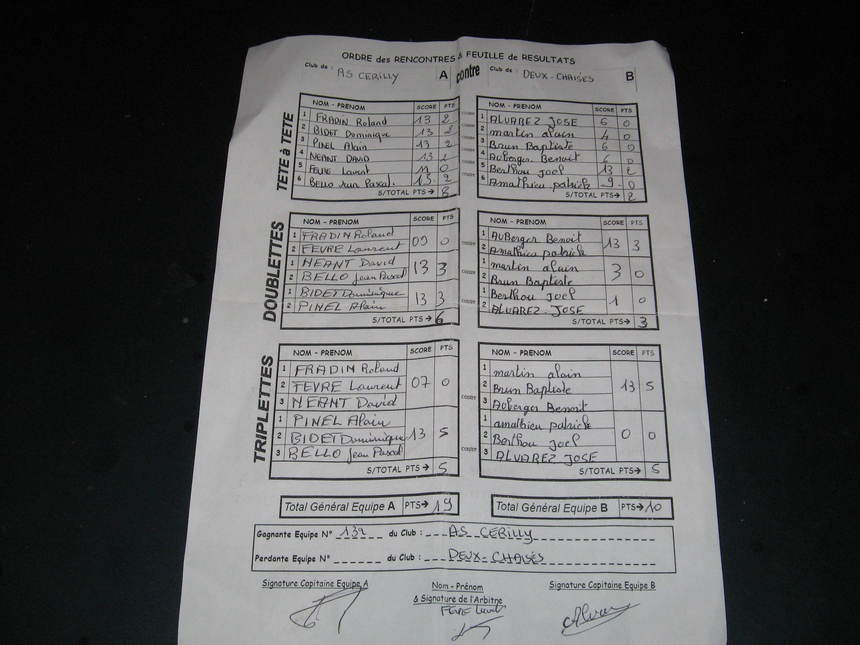 ORDRE des RENCONTRES & FEUILLE de RESULTATS
Club de : AS CERILLY A contre Club de : DEUX-CHAISES B
TETE à TETE
NOM - PRENOM SCORE PTS NOM - PRENOM SCORE PTS
1 FRADIN Roland 13 2 contre 1 ALVAREZ JOSE 6 0
2 BIDET Dominique 13 2 contre 2 martin alain 4 0
3 PINEL Alain 13 2 contre 3 Brun Baptiste 6 0
4 NEANT DAVID 13 2 contre 4 Auberger Benoit 6 0
5 FEVRE Laurent 11 0 contre 5 Berthou joel 13 2
6 BELLO Jean Pascal. 13 2 contre 6 Amathieu patrick 9 0
S/TOTAL PTS→ 8 S/TOTAL PTS→ 2
DOUBLETTES
NOM - PRENOM SCORE PTS NOM - PRENOM SCORE PTS
1 FRADIN Roland 1 AuBerger Benoit
09 0 contre 13 3
2 FEVRE Laurent 2 Amathieu patrick
1 NEANT David 1 martin alain
13 3 contre 3 0
2 BELLO Jean Pascal 2 Brun Baptiste
1 BIDET Dominique 1 Berthou Joel
13 3 contre 1 0
2 PINEL Alain 2 ALVAREZ JOSE
S/TOTAL PTS→ 6 S/TOTAL PTS→ 3
TRIPLETTES
NOM - PRENOM SCORE PTS NOM - PRENOM SCORE PTS
1 FRADIN Roland 1 martin alain
2 FEVRE Laurent 07 0 contre 2 Brun Baptiste 13 5
3 NEANT David 3 Auberger Benoit
1 PINEL Alain 1 amathieu patrick
2 BIDET Dominique 13 5 contre 2 Berthou Joel 0 0
3 BELLO Jean Pascal 3 ALVAREZ JOSE
S/TOTAL PTS→ 5 S/TOTAL PTS→ 5
Total Général Equipe A PTS→ 19 Total Général Equipe B PTS→ 10
Gagnante Equipe N° 132 du Club : AS CERILLY
Perdante Equipe N° du Club : DEUX-CHAISES
Signature Capitaine Equipe A Nom - Prénom Signature Capitaine Equipe B
& Signature de l'Arbitre